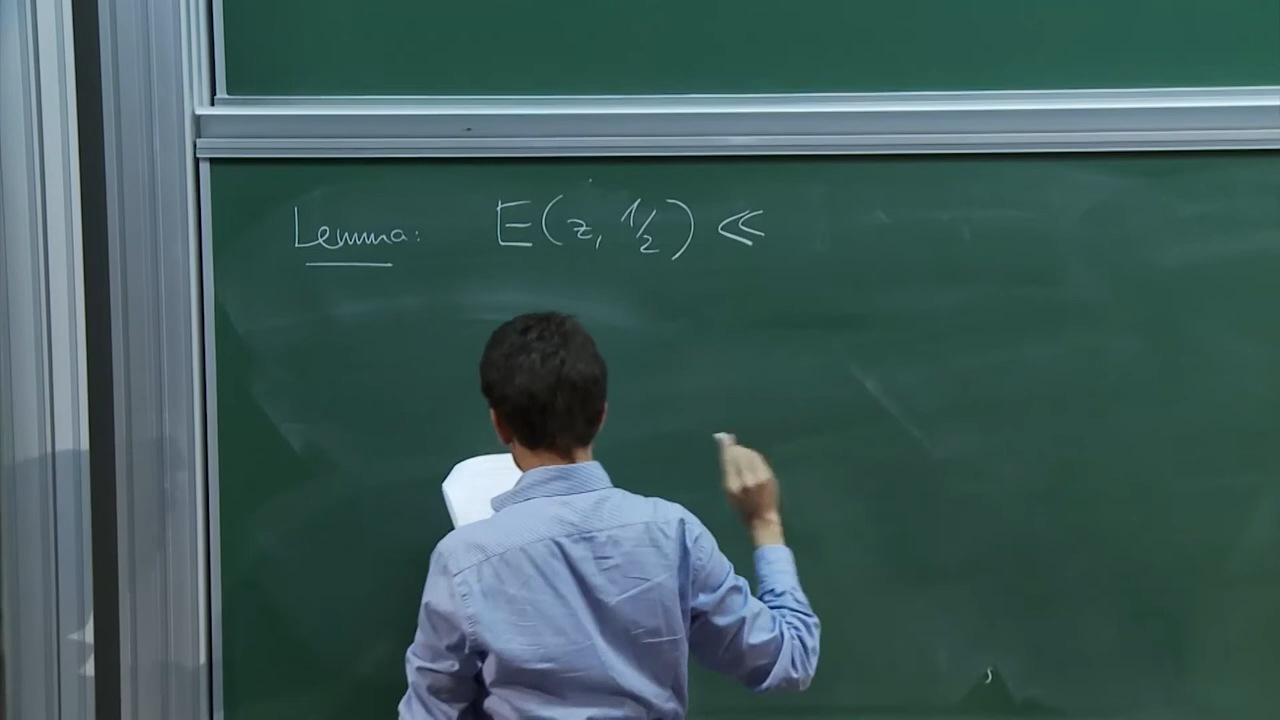 Lemma: E(z, 1/2) ≪